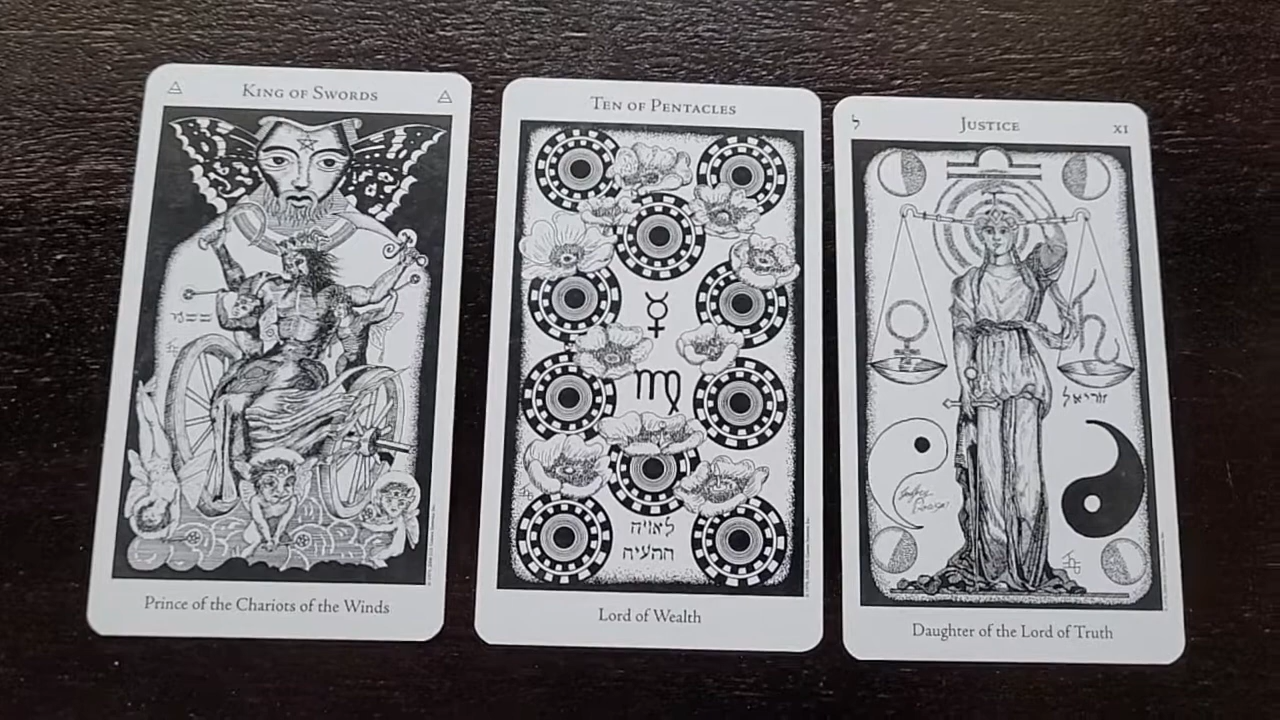 KING OF SWORDS
Prince of the Chariots of the Winds
TEN OF PENTACLES
לאויה
ההעיה
Lord of Wealth
ל
JUSTICE
XI
Daughter of the Lord of Truth